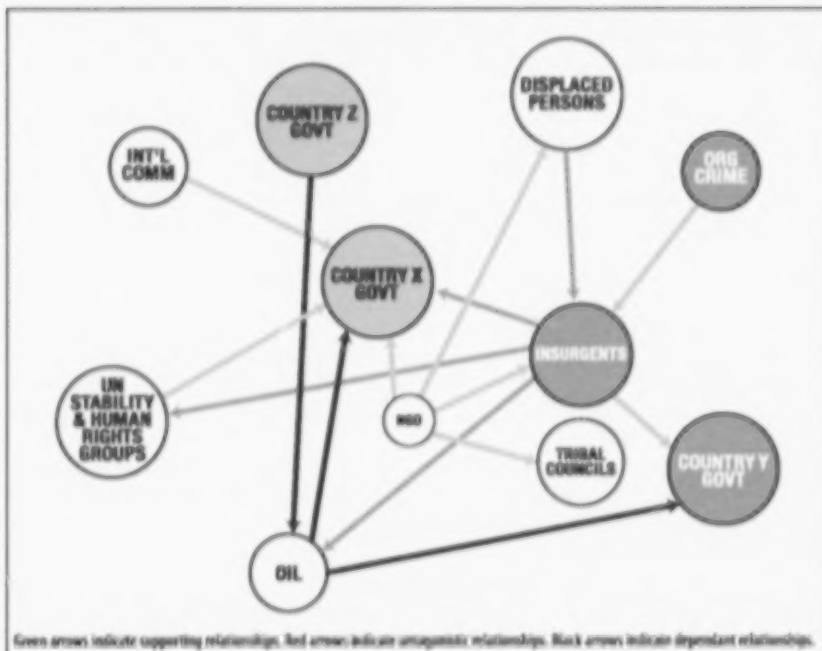 COUNTRY Z
GOVT
DISPLACED
PERSONS
INT'L
COMM
ORG
CRIME
COUNTRY X
GOVT
INSURGENTS
UN
STABILITY
& HUMAN
RIGHTS
GROUPS
NGO
TRIBAL
COUNCILS
COUNTRY Y
GOVT
OIL
Green arrows indicate supporting relationships. Red arrows indicate antagonistic relationships. Black arrows indicate dependant relationships.